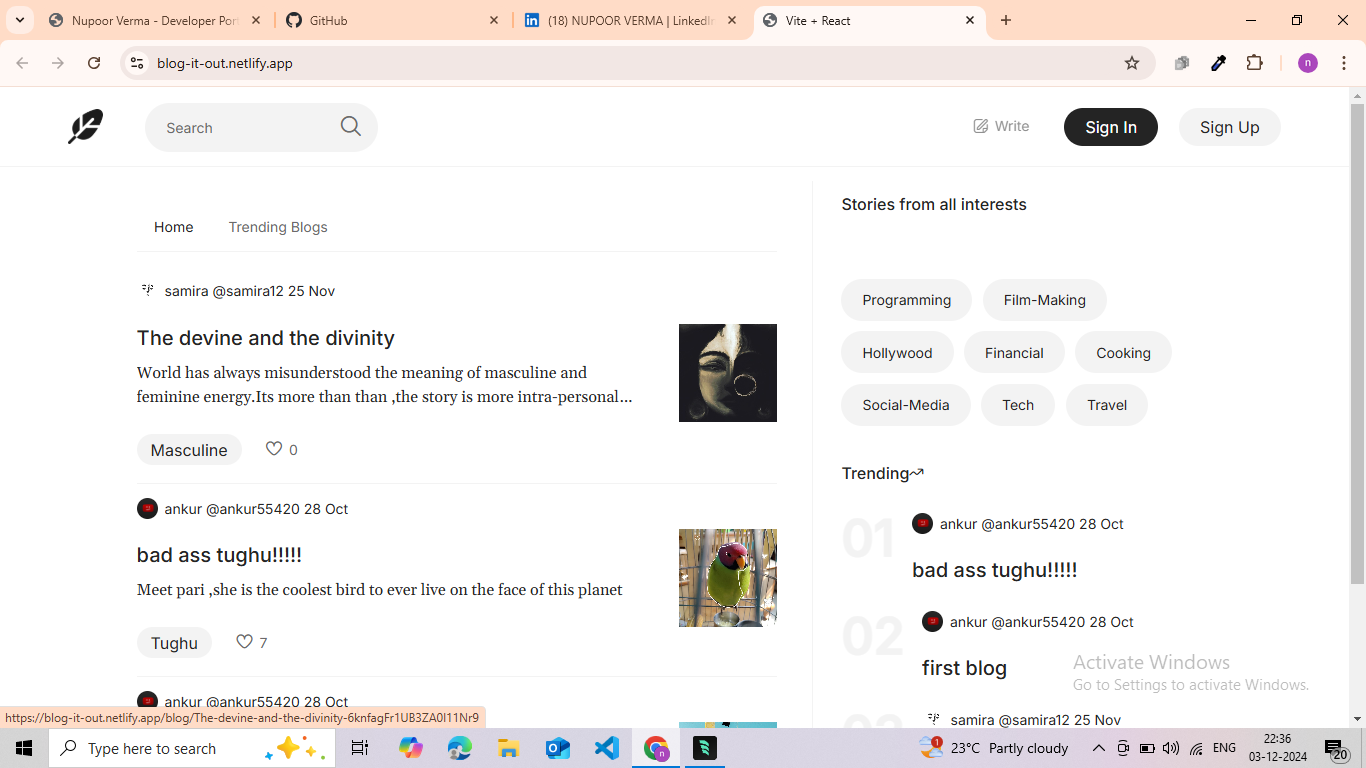 Nupoor Verma - Developer Port
GitHub
(18) NUPOOR VERMA | LinkedIn
Vite + React
blog-it-out.netlify.app
n
Search
Write
Sign In
Sign Up
Home
Trending Blogs
samira @samira12 25 Nov
The devine and the divinity
World has always misunderstood the meaning of masculine and
feminine energy.Its more than than ,the story is more intra-personal...
Masculine
0
ankur @ankur55420 28 Oct
bad ass tughu!!!!!
Meet pari ,she is the coolest bird to ever live on the face of this planet
Tughu
7
ankur @ankur55420 28 Oct
Stories from all interests
Programming
Film-Making
Hollywood
Financial
Cooking
Social-Media
Tech
Travel
Trending
01
ankur @ankur55420 28 Oct
bad ass tughu!!!!!
02
ankur @ankur55420 28 Oct
first blog
03
samira @samira12 25 Nov
Activate Windows
Go to Settings to activate Windows.
https://blog-it-out.netlify.app/blog/The-devine-and-the-divinity-6knfagFr1UB3ZA0I11Nr9
Type here to search
n
1
23°C Partly cloudy
ENG
22:36
03-12-2024
20